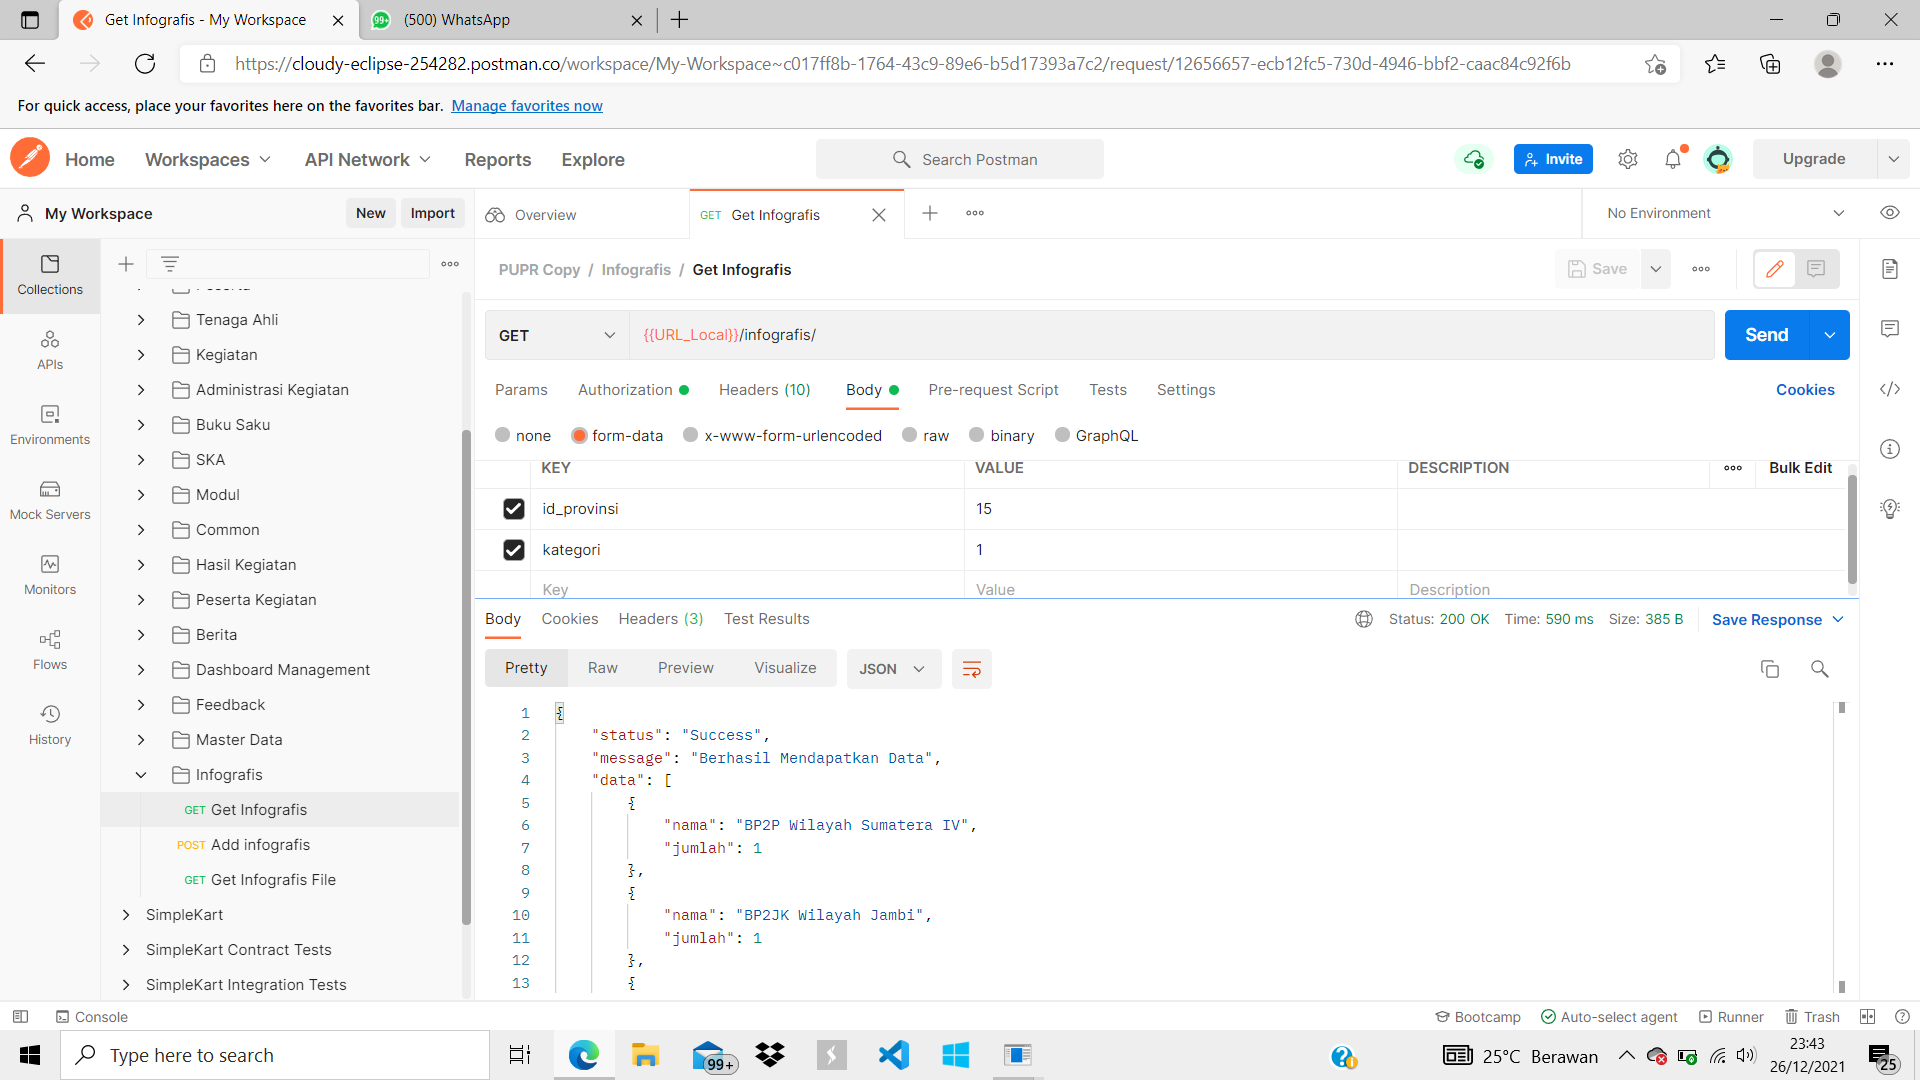 Get Infografis - My Workspace
(500) WhatsApp
https://cloudy-eclipse-254282.postman.co/workspace/My-Workspace~c017ff8b-1764-43c9-89e6-b5d17393a7c2/request/12656657-ecb12fc5-730d-4946-bbf2-caac84c92f6b
For quick access, place your favorites here on the favorites bar. Manage favorites now
Home Workspaces API Network Reports Explore
Search Postman
Invite
Upgrade
My Workspace
New Import
Overview
GET Get Infografis
No Environment
Collections
APIs
Environments
Mock Servers
Monitors
Flows
History
Tenaga Ahli
Kegiatan
Administrasi Kegiatan
Buku Saku
SKA
Modul
Common
Hasil Kegiatan
Peserta Kegiatan
Berita
Dashboard Management
Feedback
Master Data
Infografis
GET Get Infografis
POST Add infografis
GET Get Infografis File
SimpleKart
SimpleKart Contract Tests
SimpleKart Integration Tests
PUPR Copy / Infografis / Get Infografis
Save
GET {{URL_Local}}/infografis/
Send
Params Authorization Headers (10) Body Pre-request Script Tests Settings Cookies
none form-data x-www-form-urlencoded raw binary GraphQL
KEY VALUE DESCRIPTION Bulk Edit
id_provinsi 15
kategori 1
Key Value Description
Body Cookies Headers (3) Test Results
Status: 200 OK Time: 590 ms Size: 385 B Save Response
Pretty Raw Preview Visualize JSON
1 {
2 "status": "Success",
3 "message": "Berhasil Mendapatkan Data",
4 "data": [
5 {
6 "nama": "BP2P Wilayah Sumatera IV",
7 "jumlah": 1
8 },
9 {
10 "nama": "BP2JK Wilayah Jambi",
11 "jumlah": 1
12 },
13 {
Console
Bootcamp Auto-select agent Runner Trash
Type here to search
99+
25°C Berawan
23:43
26/12/2021
25